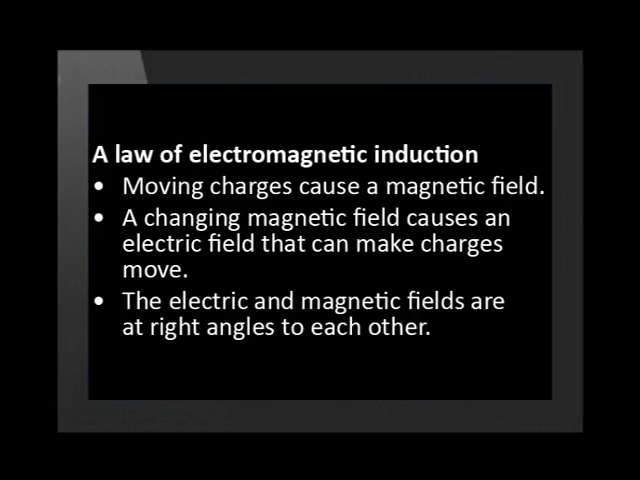 A law of electromagnetic induction
• Moving charges cause a magnetic field.
• A changing magnetic field causes an
electric field that can make charges
move.
• The electric and magnetic fields are
at right angles to each other.